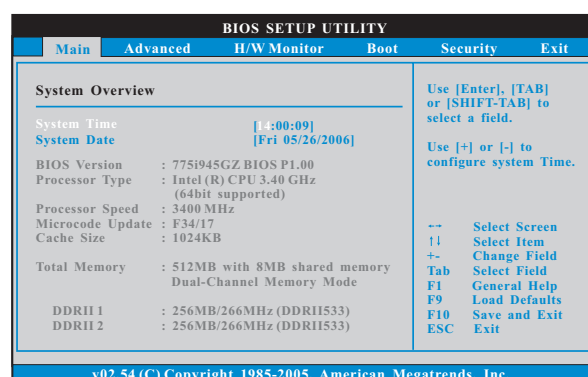 BIOS SETUP UTILITY
Main Advanced H/W Monitor Boot Security Exit
System Overview
System Time [14:00:09]
System Date [Fri 05/26/2006]
BIOS Version : 775i945GZ BIOS P1.00
Processor Type : Intel (R) CPU 3.40 GHz
(64bit supported)
Processor Speed : 3400 MHz
Microcode Update : F34/17
Cache Size : 1024KB
Total Memory : 512MB with 8MB shared memory
Dual-Channel Memory Mode
DDRII 1 : 256MB/266MHz (DDRII533)
DDRII 2 : 256MB/266MHz (DDRII533)
Use [Enter], [TAB]
or [SHIFT-TAB] to
select a field.
Use [+] or [-] to
configure system Time.
↔ Select Screen
↑↓ Select Item
+- Change Field
Tab Select Field
F1 General Help
F9 Load Defaults
F10 Save and Exit
ESC Exit
v02.54 (C) Copyright 1985-2005, American Megatrends, Inc.